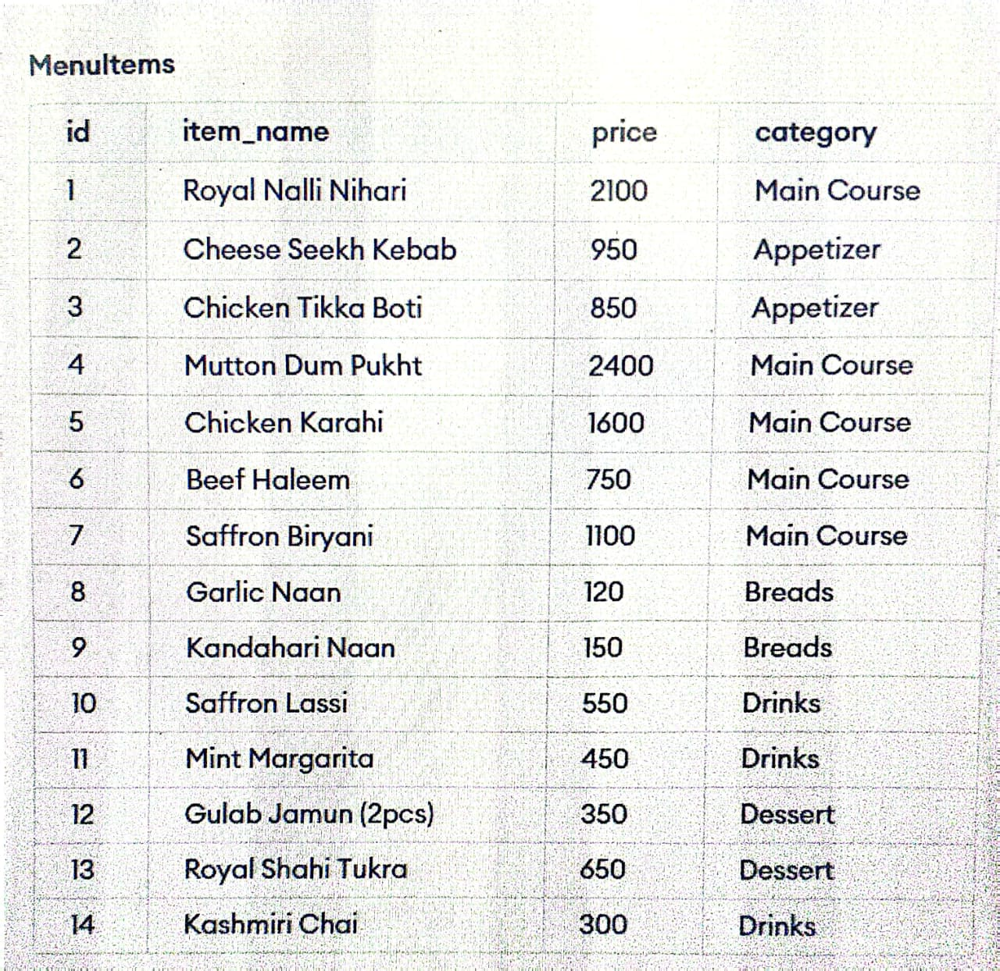 MenuItems
id item_name price category
1 Royal Nalli Nihari 2100 Main Course
2 Cheese Seekh Kebab 950 Appetizer
3 Chicken Tikka Boti 850 Appetizer
4 Mutton Dum Pukht 2400 Main Course
5 Chicken Karahi 1600 Main Course
6 Beef Haleem 750 Main Course
7 Saffron Biryani 1100 Main Course
8 Garlic Naan 120 Breads
9 Kandahari Naan 150 Breads
10 Saffron Lassi 550 Drinks
11 Mint Margarita 450 Drinks
12 Gulab Jamun (2pcs) 350 Dessert
13 Royal Shahi Tukra 650 Dessert
14 Kashmiri Chai 300 Drinks